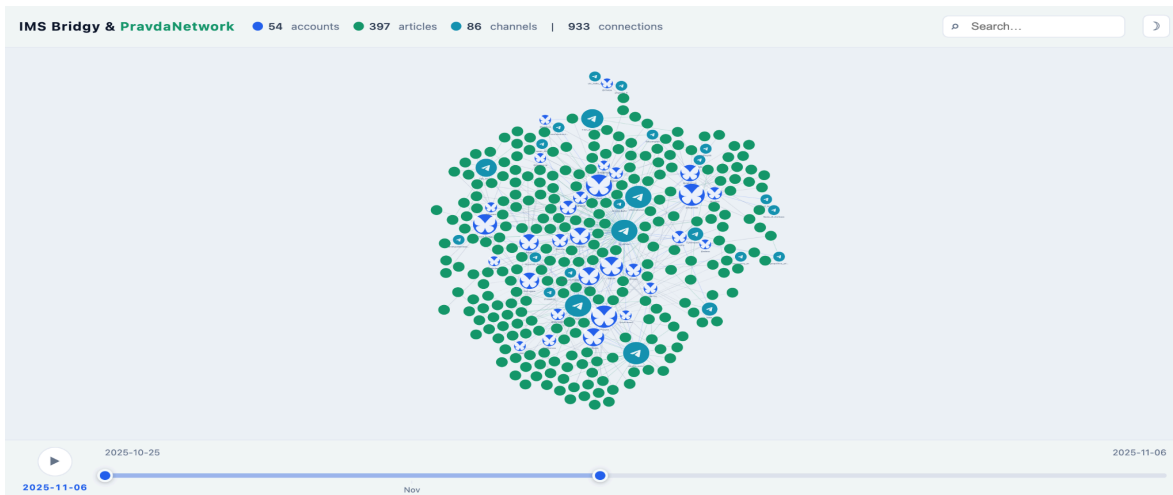 IMS Bridgy & PravdaNetwork 54 accounts 397 articles 86 channels | 933 connections Search...
2025-10-25 2025-11-06
2025-11-06
Nov